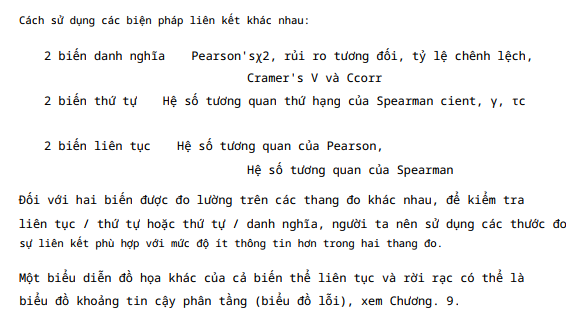 Cách sử dụng các biện pháp liên kết khác nhau:
2 biến danh nghĩa Pearson'sχ2, rủi ro tương đối, tỷ lệ chênh lệch,
Cramer's V và Ccorr
2 biến thứ tự Hệ số tương quan thứ hạng của Spearman cient, γ, τc
2 biến liên tục Hệ số tương quan của Pearson,
Hệ số tương quan của Spearman
Đối với hai biến được đo lường trên các thang đo khác nhau, để kiểm tra
liên tục / thứ tự hoặc thứ tự / danh nghĩa, người ta nên sử dụng các thước đo
sự liên kết phù hợp với mức độ ít thông tin hơn trong hai thang đo.
Một biểu diễn đồ họa khác của cả biến thể liên tục và rời rạc có thể là
biểu đồ khoảng tin cậy phân tầng (biểu đồ lỗi), xem Chương. 9.